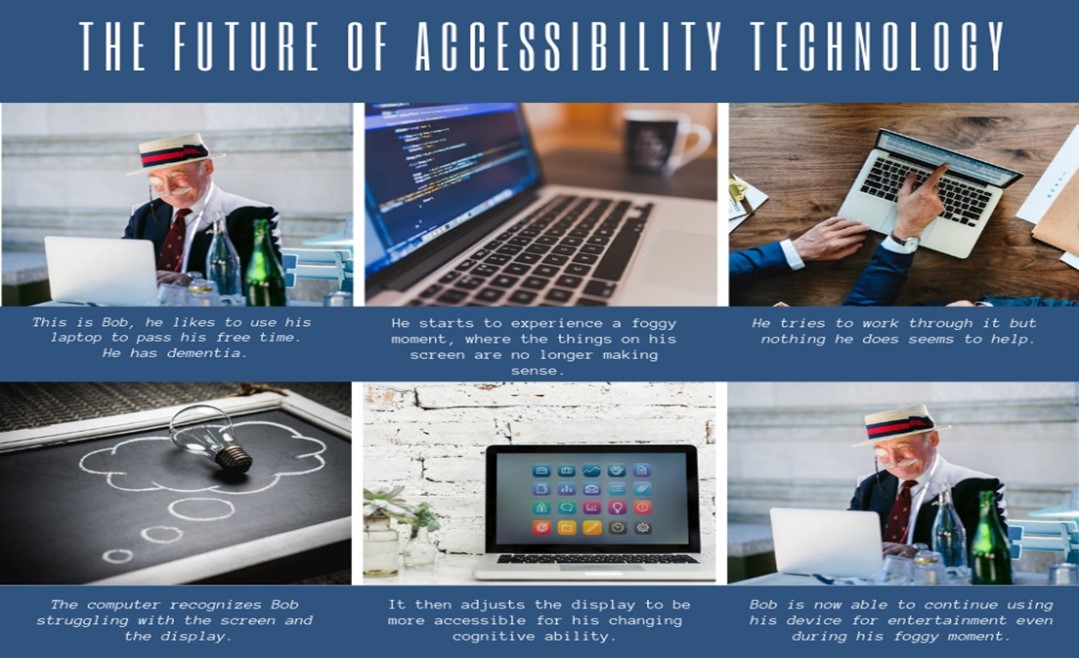 THE FUTURE OF ACCESSIBILITY TECHNOLOGY
This is Bob, he likes to use his
laptop to pass his free time.
He has dementia.
He starts to experience a foggy
moment, where the things on his
screen are no longer making
sense.
He tries to work through it but
nothing he does seems to help.
The computer recognizes Bob
struggling with the screen and
the display.
It then adjusts the display to be
more accessible for his changing
cognitive ability.
Bob is now able to continue using
his device for entertainment even
during his foggy moment.